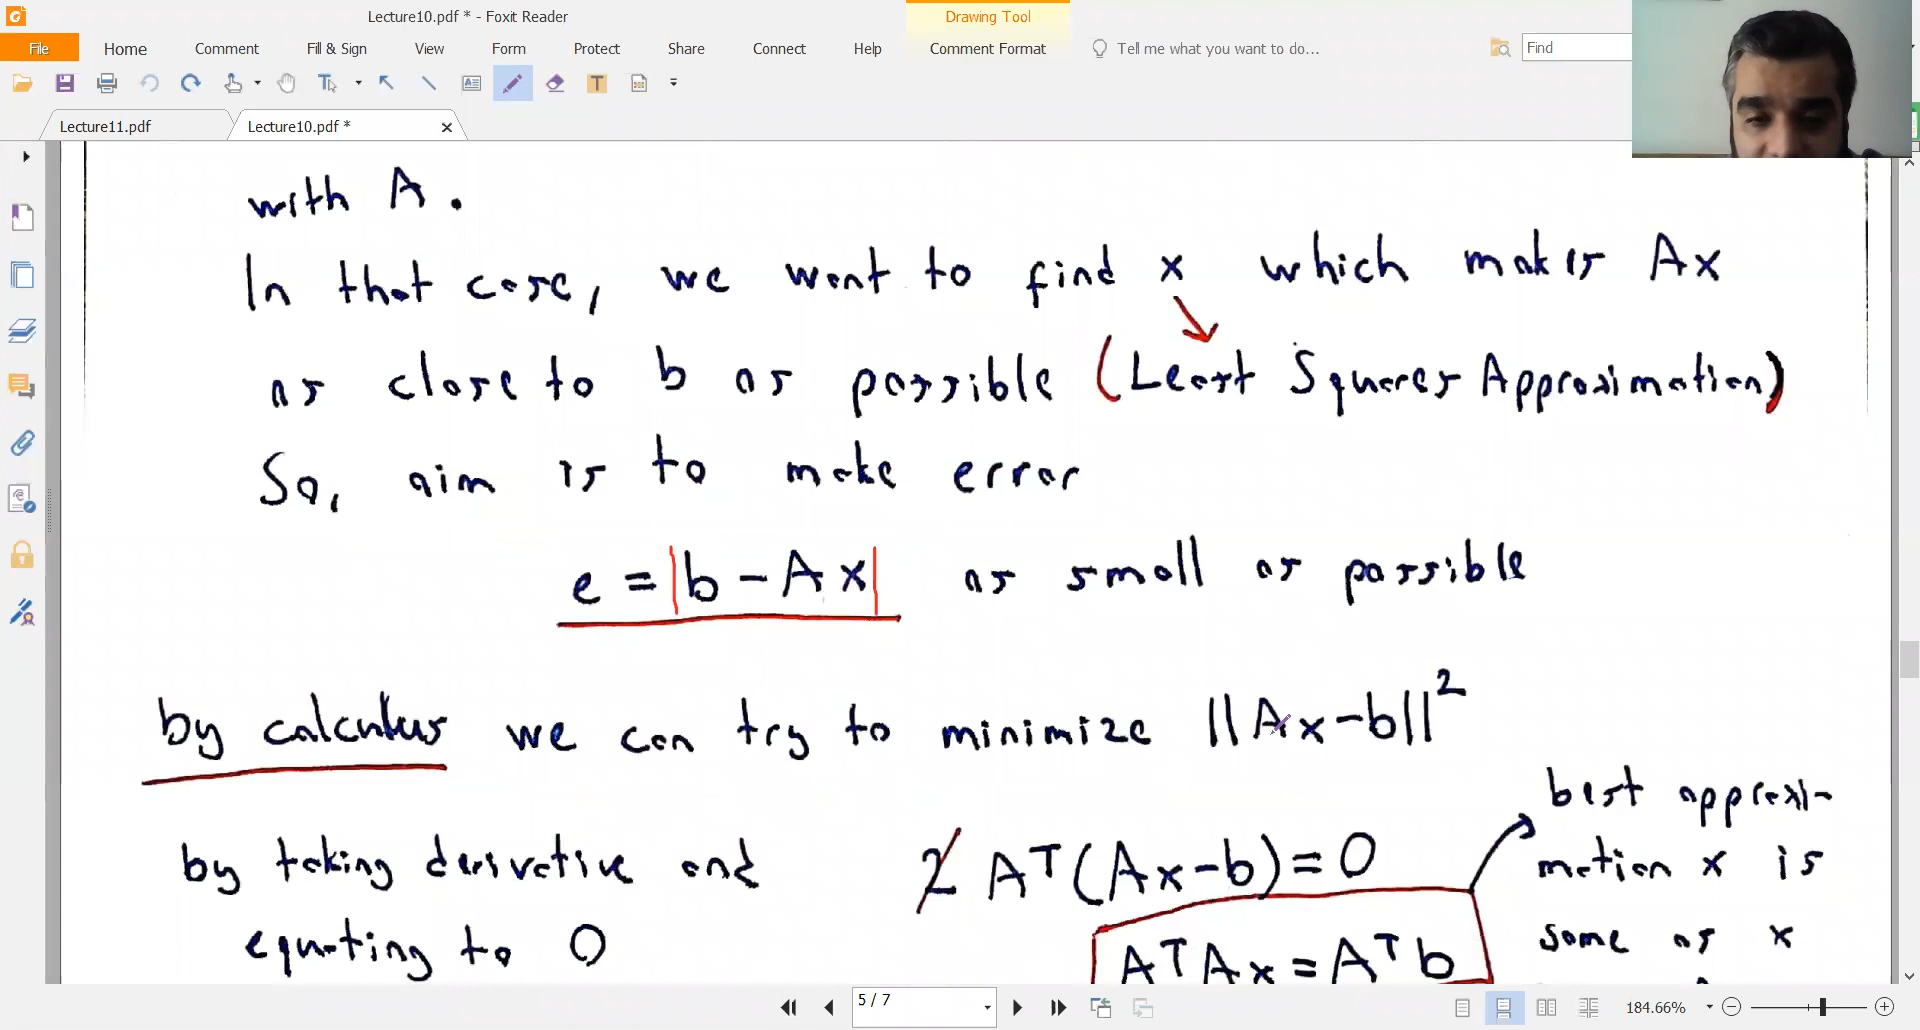 Lecture10.pdf * - Foxit Reader
Drawing Tool
File Home Comment Fill & Sign View Form Protect Share Connect Help Comment Format Tell me what you want to do... Find
Lecture11.pdf Lecture10.pdf *
with A.
In that case, we want to find x which makes Ax
as close to b as possible (Least Squares Approximation)
So, aim is to make error
e = |b - Ax| as small as possible
by calculus we can try to minimize ||Ax-b||²
best approxi-
by taking derivative and 2 Aᵀ(Ax-b)=0 mation x is
equating to 0 AᵀAx = Aᵀb same as x
5 / 7 184.66%